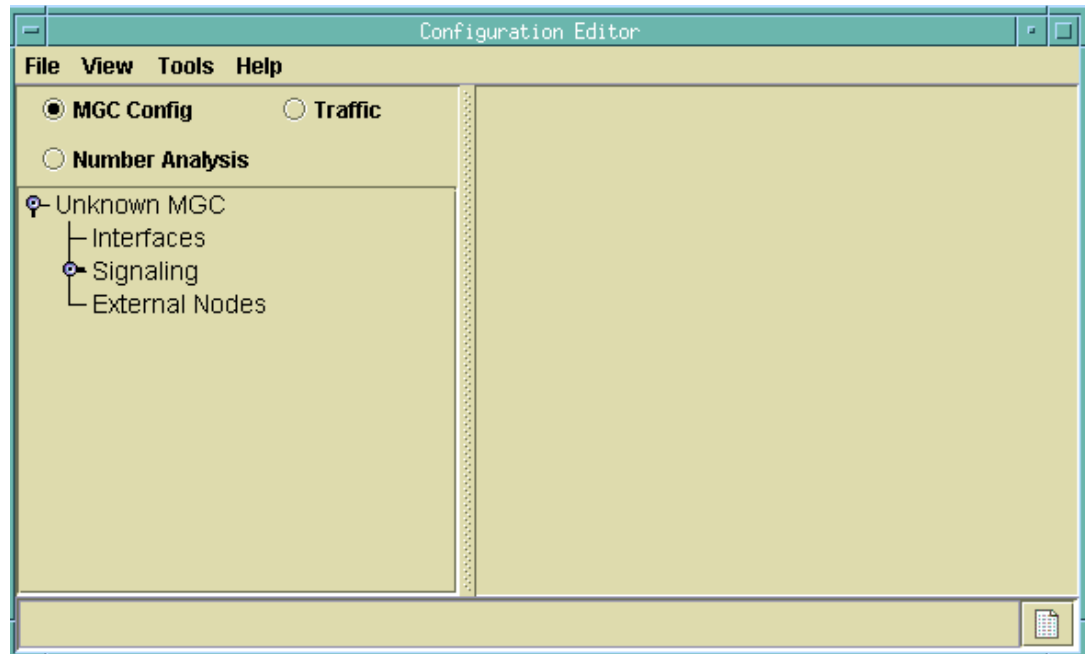 Configuration Editor
File View Tools Help
MGC Config Traffic
Number Analysis
Unknown MGC
Interfaces
Signaling
External Nodes